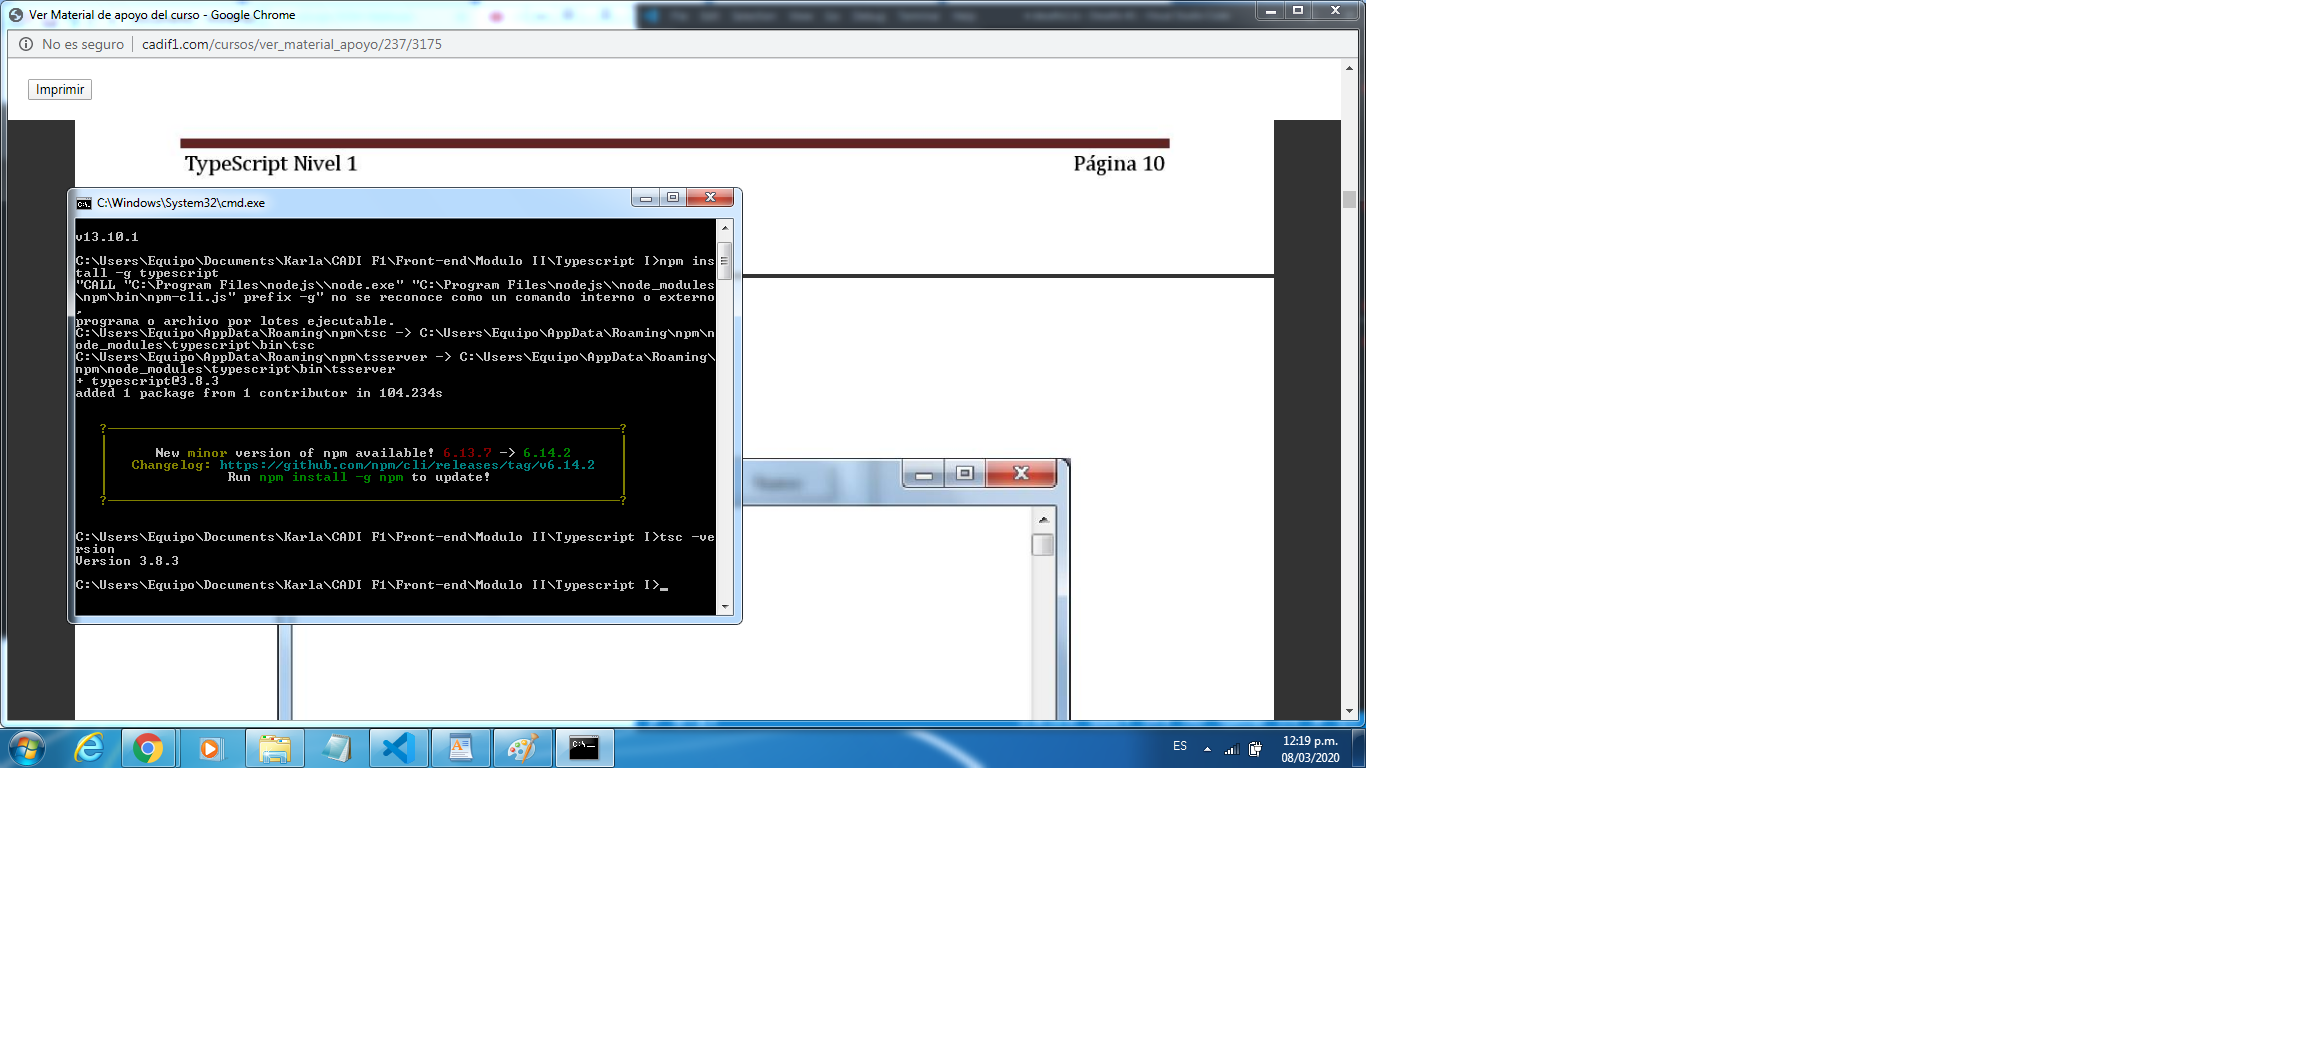 Ver Material de apoyo del curso - Google Chrome
No es seguro cadif1.com/cursos/ver_material_apoyo/237/3175
Imprimir
TypeScript Nivel 1 Página 10
C:\Windows\System32\cmd.exe
v13.10.1
C:\Users\Equipo\Documents\Karla\CADI F1\Front-end\Modulo II\Typescript I>npm ins
tall -g typescript
"CALL "C:\Program Files\nodejs\\node.exe" "C:\Program Files\nodejs\\node_modules
\npm\bin\npm-cli.js" prefix -g" no se reconoce como un comando interno o externo
,
programa o archivo por lotes ejecutable.
C:\Users\Equipo\AppData\Roaming\npm\tsc -> C:\Users\Equipo\AppData\Roaming\npm\n
ode_modules\typescript\bin\tsc
C:\Users\Equipo\AppData\Roaming\npm\tsserver -> C:\Users\Equipo\AppData\Roaming\
npm\node_modules\typescript\bin\tsserver
+ typescript@3.8.3
added 1 package from 1 contributor in 104.234s
? ?
New minor version of npm available! 6.13.7 -> 6.14.2
Changelog: https://github.com/npm/cli/releases/tag/v6.14.2
Run npm install -g npm to update!
? ?
C:\Users\Equipo\Documents\Karla\CADI F1\Front-end\Modulo II\Typescript I>tsc -ve
rsion
Version 3.8.3
C:\Users\Equipo\Documents\Karla\CADI F1\Front-end\Modulo II\Typescript I>_
ES
12:19 p.m.
08/03/2020